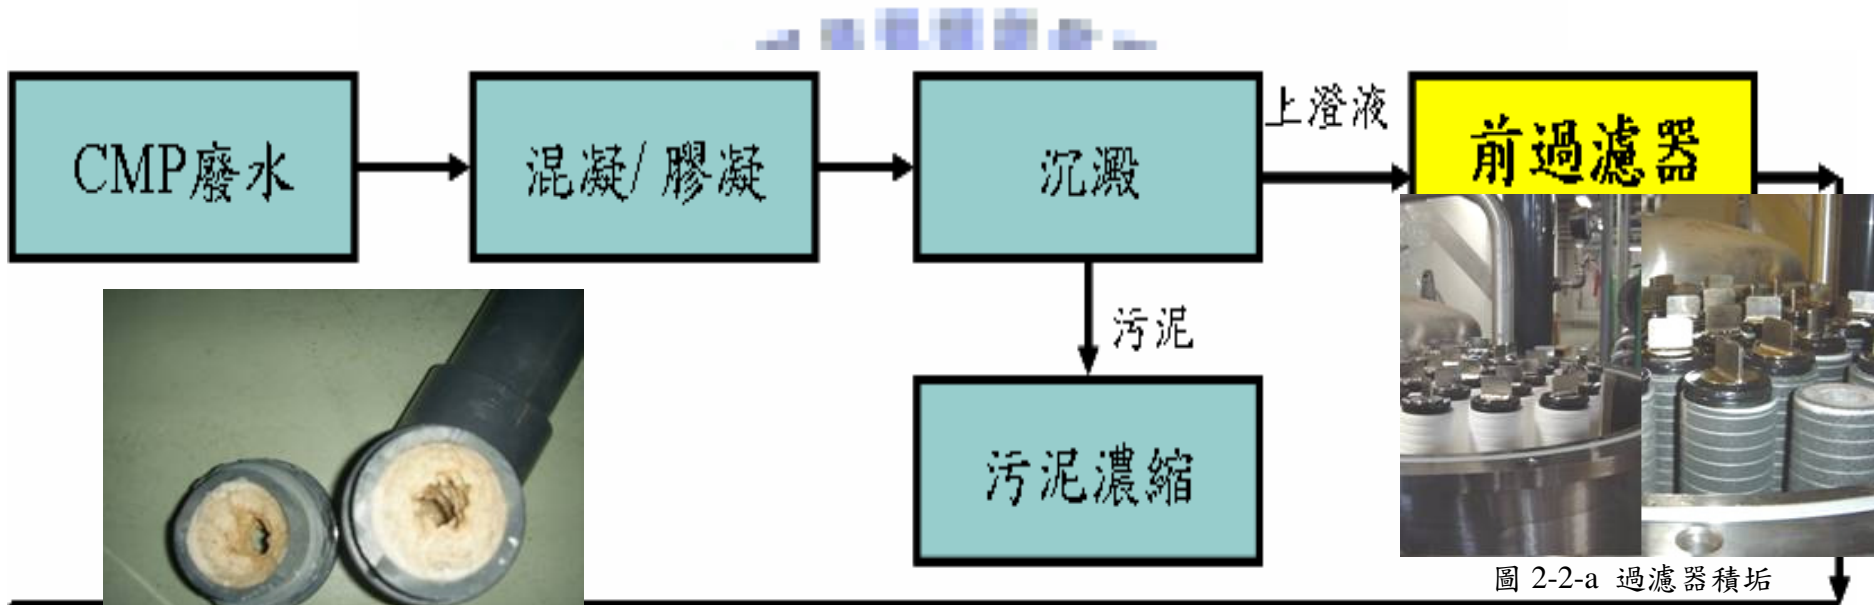 CMP廢水
混凝/ 膠凝
沉澱
上澄液
前過濾器
污泥
污泥濃縮
圖 2-2-a 過濾器積垢